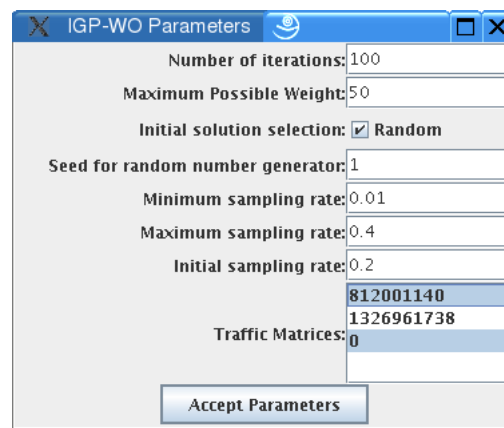 IGP-WO Parameters
Number of iterations: 100
Maximum Possible Weight: 50
Initial solution selection: Random
Seed for random number generator: 1
Minimum sampling rate: 0.01
Maximum sampling rate: 0.4
Initial sampling rate: 0.2
812001140
1326961738
Traffic Matrices: 0
Accept Parameters